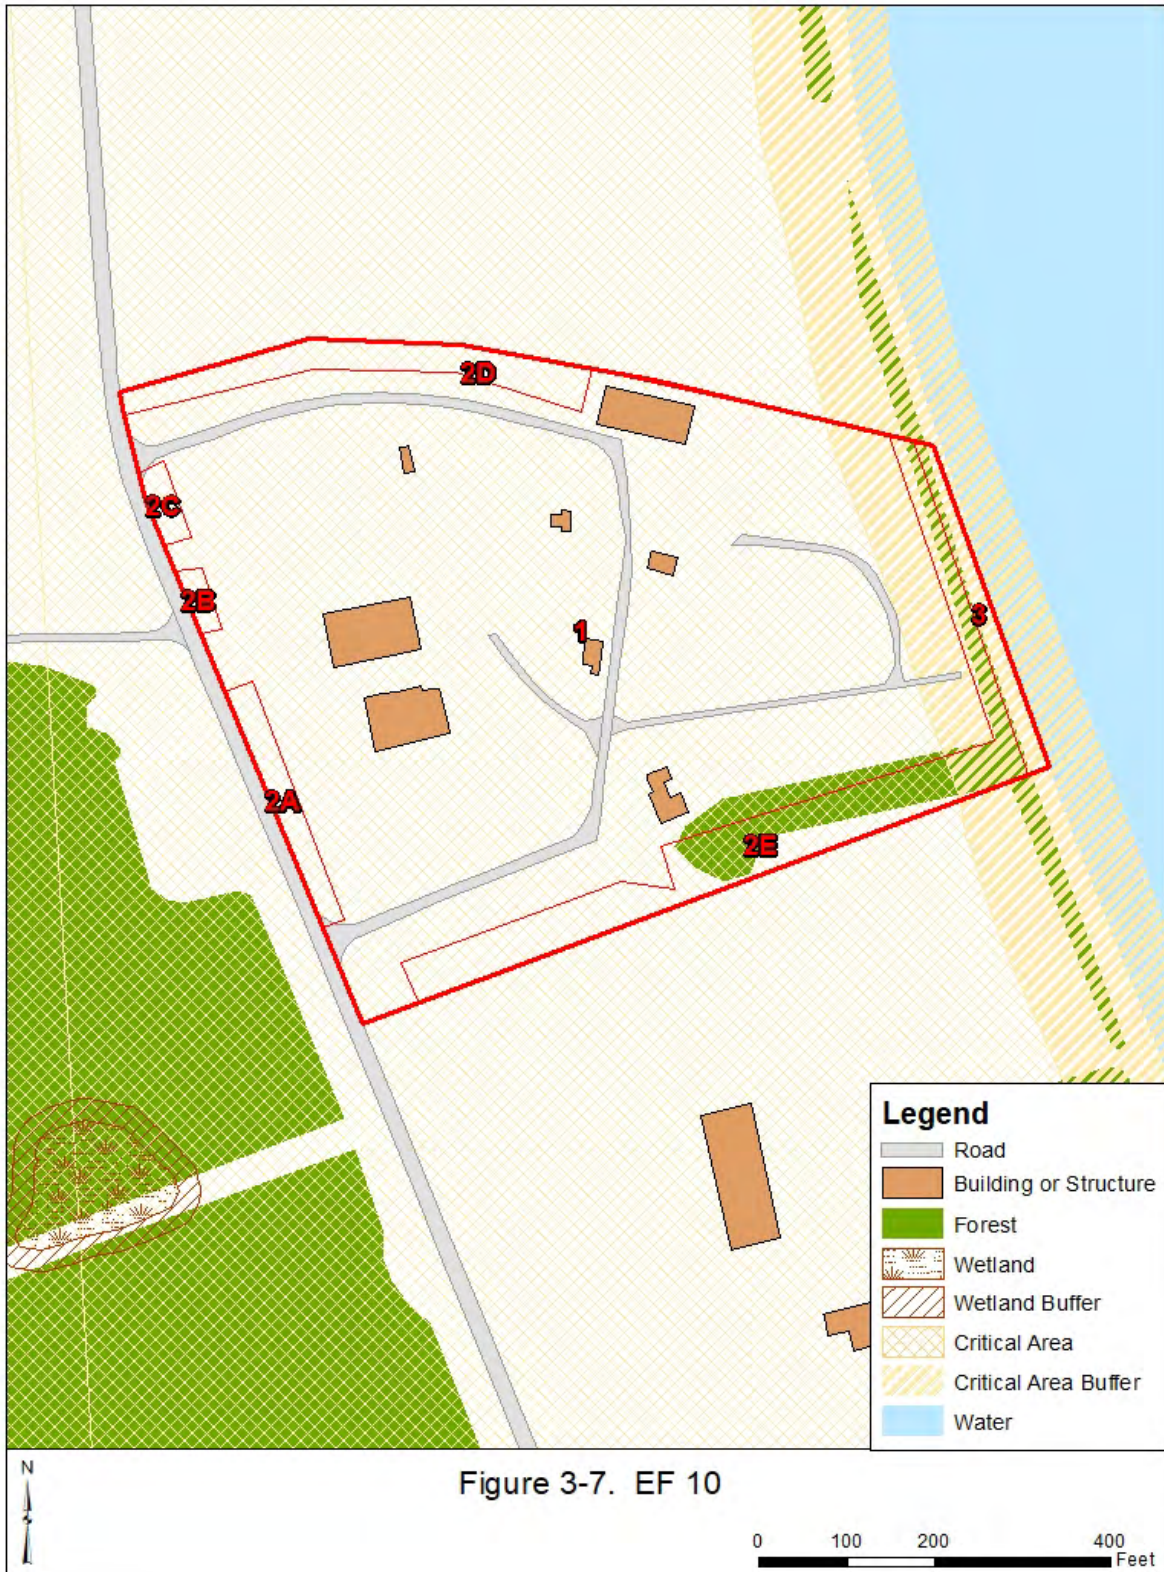 2D
2C
2B
1
3
2A
2E
Legend
Road
Building or Structure
Forest
Wetland
Wetland Buffer
Critical Area
Critical Area Buffer
Water
N
Figure 3-7. EF 10
0 100 200 400
Feet